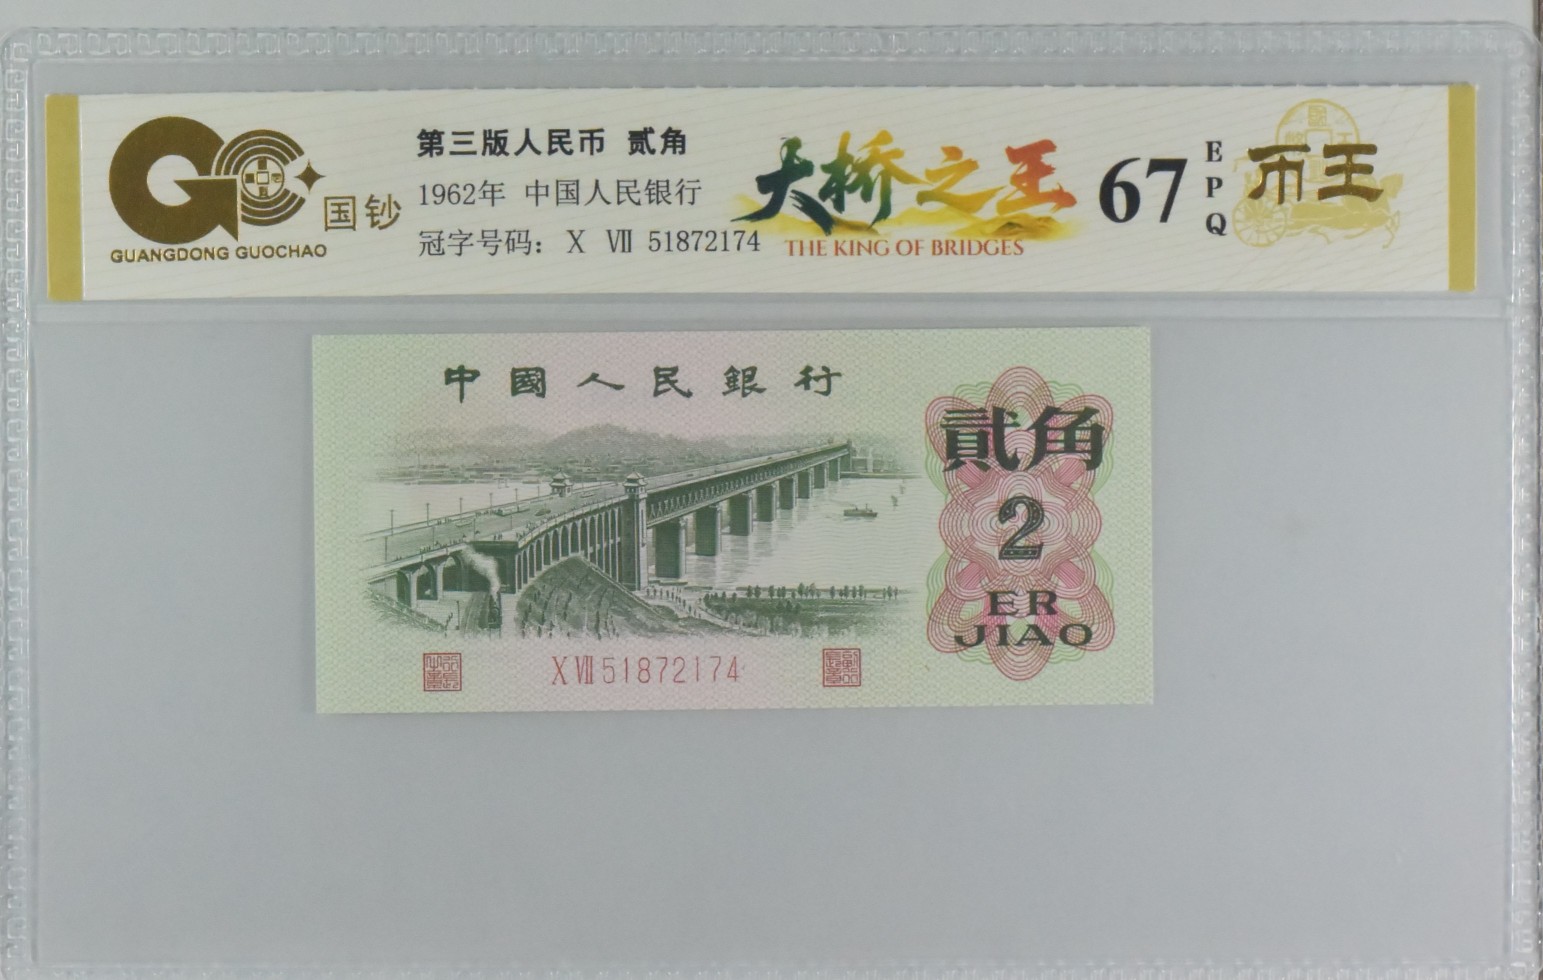 GC
国钞
GUANGDONG GUOCHAO
第三版人民币 贰角
1962年 中国人民银行
冠字号码: X Ⅶ 51872174
大桥之王
THE KING OF BRIDGES
67
EPQ
币王
中國人民銀行
貳角
2
ER
JIAO
X Ⅶ 51872174